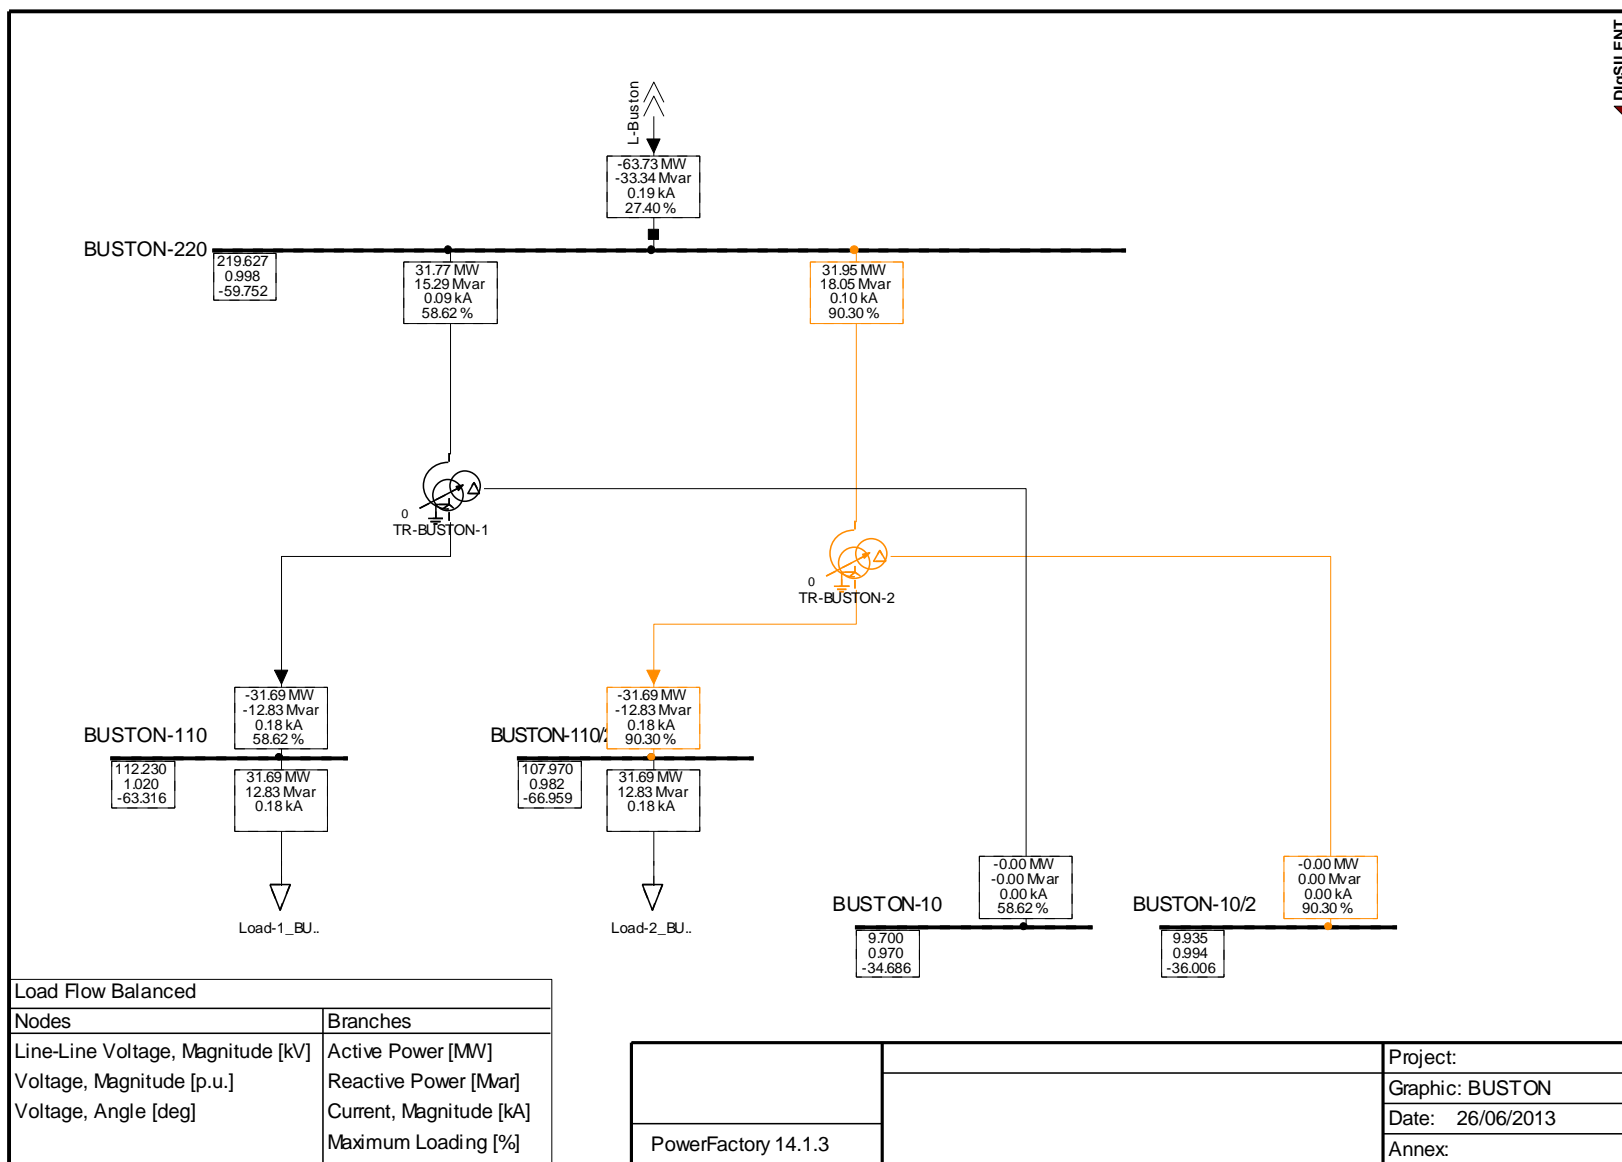 DIgSILENT
L-Buston
-63.73 MW
-33.34 Mvar
0.19 kA
27.40 %
BUSTON-220
219.627
0.998
-59.752
31.77 MW
15.29 Mvar
0.09 kA
58.62 %
31.95 MW
18.05 Mvar
0.10 kA
90.30 %
0
TR-BUSTON-1
0
TR-BUSTON-2
-31.69 MW
-12.83 Mvar
0.18 kA
58.62 %
BUSTON-110
112.230
1.020
-63.316
31.69 MW
12.83 Mvar
0.18 kA
Load-1_BU..
-31.69 MW
-12.83 Mvar
0.18 kA
90.30 %
BUSTON-110/2
107.970
0.982
-66.959
31.69 MW
12.83 Mvar
0.18 kA
Load-2_BU..
-0.00 MW
-0.00 Mvar
0.00 kA
58.62 %
BUSTON-10
9.700
0.970
-34.686
-0.00 MW
0.00 Mvar
0.00 kA
90.30 %
BUSTON-10/2
9.935
0.994
-36.006
Load Flow Balanced
Nodes
Line-Line Voltage, Magnitude [kV]
Voltage, Magnitude [p.u.]
Voltage, Angle [deg]
Branches
Active Power [MW]
Reactive Power [Mvar]
Current, Magnitude [kA]
Maximum Loading [%]
PowerFactory 14.1.3
Project:
Graphic: BUSTON
Date: 26/06/2013
Annex: